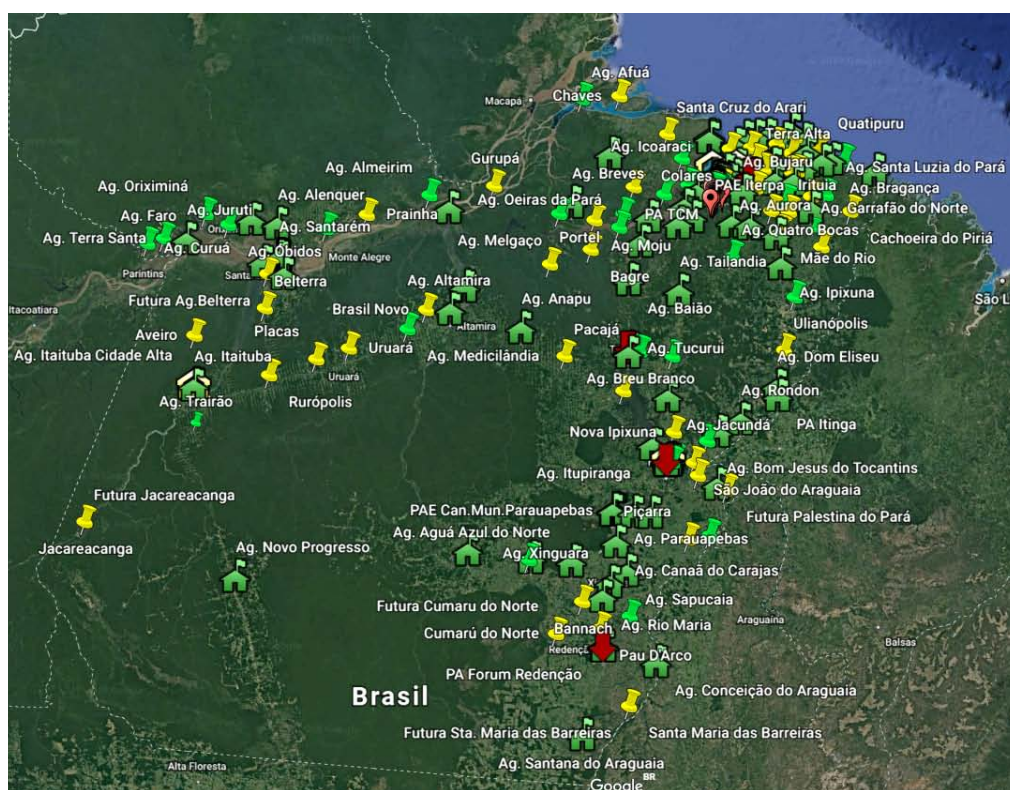 Ag. Afuá
Chaves
Macapá
Santa Cruz do Arari
Quatipuru
Terra Alta
Ag. Icoaraci
Ag. Bujaru
Gurupá
Ag. Almeirim
Ag. Santa Luzia do Pará
Ag. Breves
Colares
PAE Iterpa
Irituia
Ag. Bragança
Ag. Oriximiná
Ag. Alenquer
Ag. Oeiras da Pará
Ag. Aurora
Ag. Garrafão do Norte
Ag. Faro
Ag. Juruti
Prainha
PA TCM
Ag. Santarém
Ag. Quatro Bocas
Ag. Terra Santa
Ag. Curuá
Ag. Óbidos
Ag. Melgaço
Portel
Ag. Moju
Cachoeira do Piriá
Monte Alegre
Ag. Tailandia
Mãe do Rio
Parintins
Santa
Belterra
Ag. Altamira
Bagre
Ag. Ipixuna
Futura Ag.Belterra
Brasil Novo
Ag. Anapu
Ag. Baião
São L
Itacoatiara
Placas
Altamira
Ulianópolis
Aveiro
Pacajá
Uruará
Ag. Tucurui
Ag. Itaituba Cidade Alta
Ag. Itaituba
Ag. Medicilândia
Ag. Dom Eliseu
Uruará
Ag. Breu Branco
Ag. Rondon
Ag. Trairão
Rurópolis
Ag. Jacundá
PA Itinga
Nova Ipixuna
Ag. Itupiranga
Ag. Bom Jesus do Tocantins
São João do Araguaia
Futura Jacareacanga
PAE Can.Mun.Parauapebas
Piçarra
Futura Palestina do Pará
Ag. Aguá Azul do Norte
Ag. Parauapebas
Jacareacanga
Ag. Novo Progresso
Ag. Xinguara
Ag. Canaã do Carajas
Futura Cumaru do Norte
Ag. Sapucaia
Ag. Rio Maria
Araguaína
Cumarú do Norte
Bannach
Balsas
Redençã
Pau D'Arco
PA Forum Redenção
Brasil
Ag. Conceição do Araguaia
Futura Sta. Maria das Barreiras
Santa Maria das Barreiras
Ag. Santana do Araguaia
Alta Floresta
Google
BR